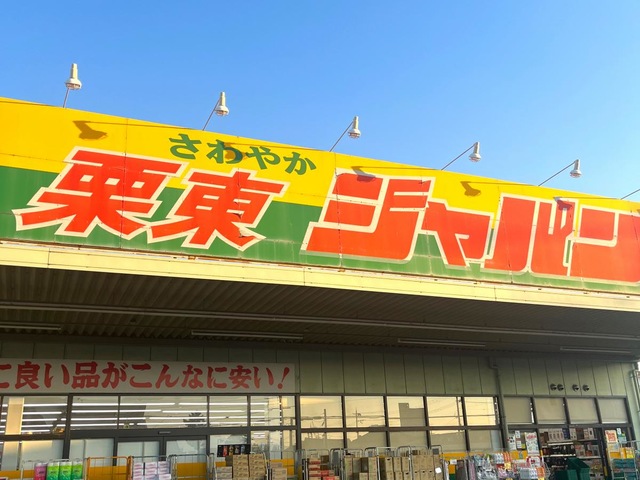 さわやか
栗東 ジャパン
に良い品がこんなに安い!